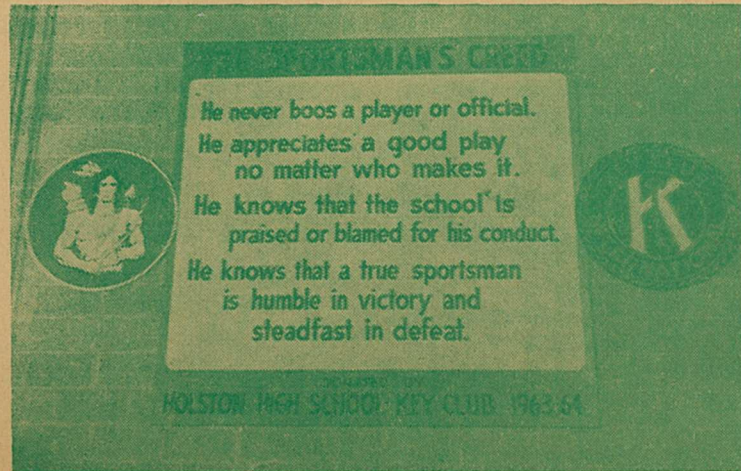 THE SPORTSMAN'S CREED
He never boos a player or official.
He appreciates a good play
no matter who makes it.
He knows that the school is
praised or blamed for his conduct.
He knows that a true sportsman
is humble in victory and
steadfast in defeat.
DONATED BY
HOLSTON HIGH SCHOOL KEY CLUB 1963-64
K